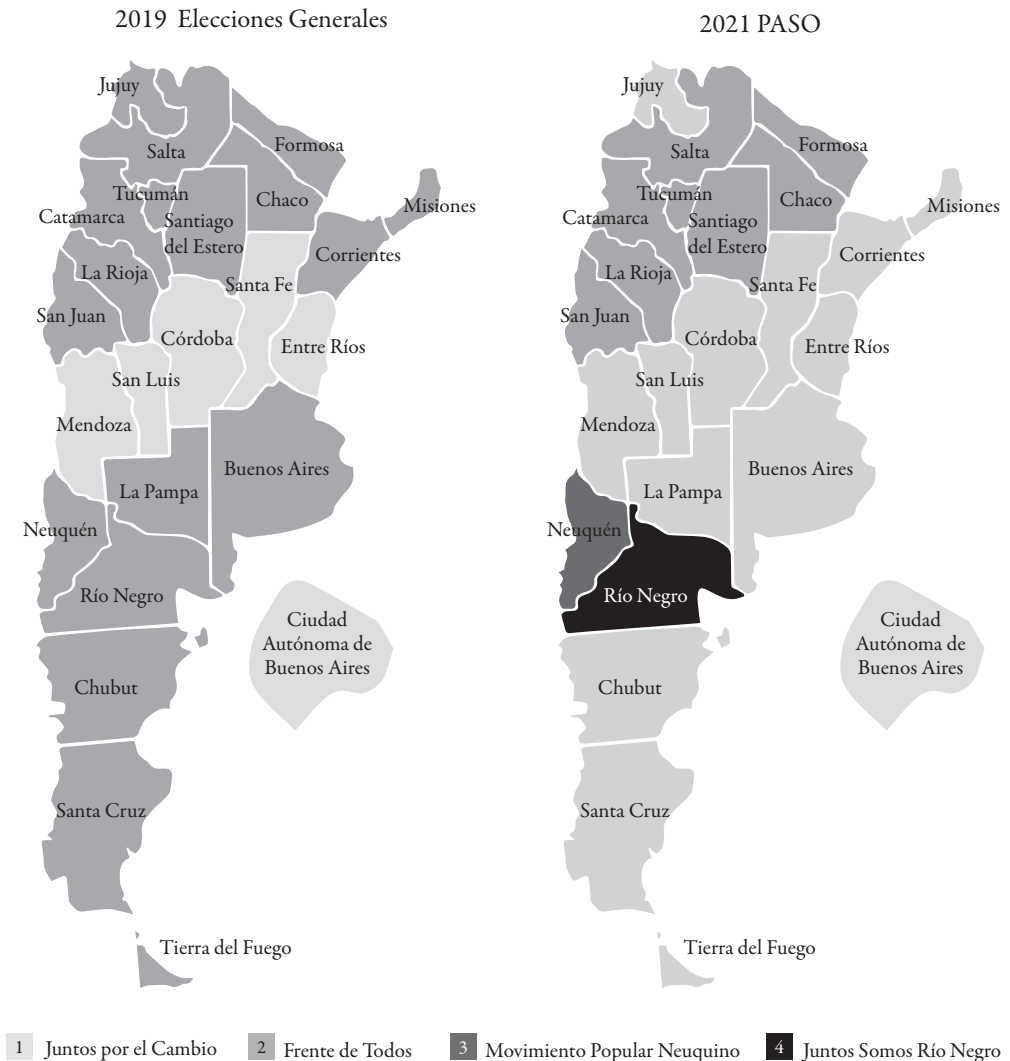 2019 Elecciones Generales
Jujuy
Salta
Formosa
Tucumán
Chaco
Misiones
Catamarca
Santiago
del Estero
Corrientes
La Rioja
Santa Fe
San Juan
Córdoba
Entre Ríos
San Luis
Mendoza
Buenos Aires
La Pampa
Neuquén
Río Negro
Ciudad
Autónoma de
Buenos Aires
Chubut
Santa Cruz
Tierra del Fuego
2021 PASO
Jujuy
Salta
Formosa
Tucumán
Chaco
Misiones
Catamarca
Santiago
del Estero
Corrientes
La Rioja
Santa Fe
San Juan
Córdoba
Entre Ríos
San Luis
Mendoza
Buenos Aires
La Pampa
Neuquén
Río Negro
Ciudad
Autónoma de
Buenos Aires
Chubut
Santa Cruz
Tierra del Fuego
1 Juntos por el Cambio 2 Frente de Todos 3 Movimiento Popular Neuquino 4 Juntos Somos Río Negro